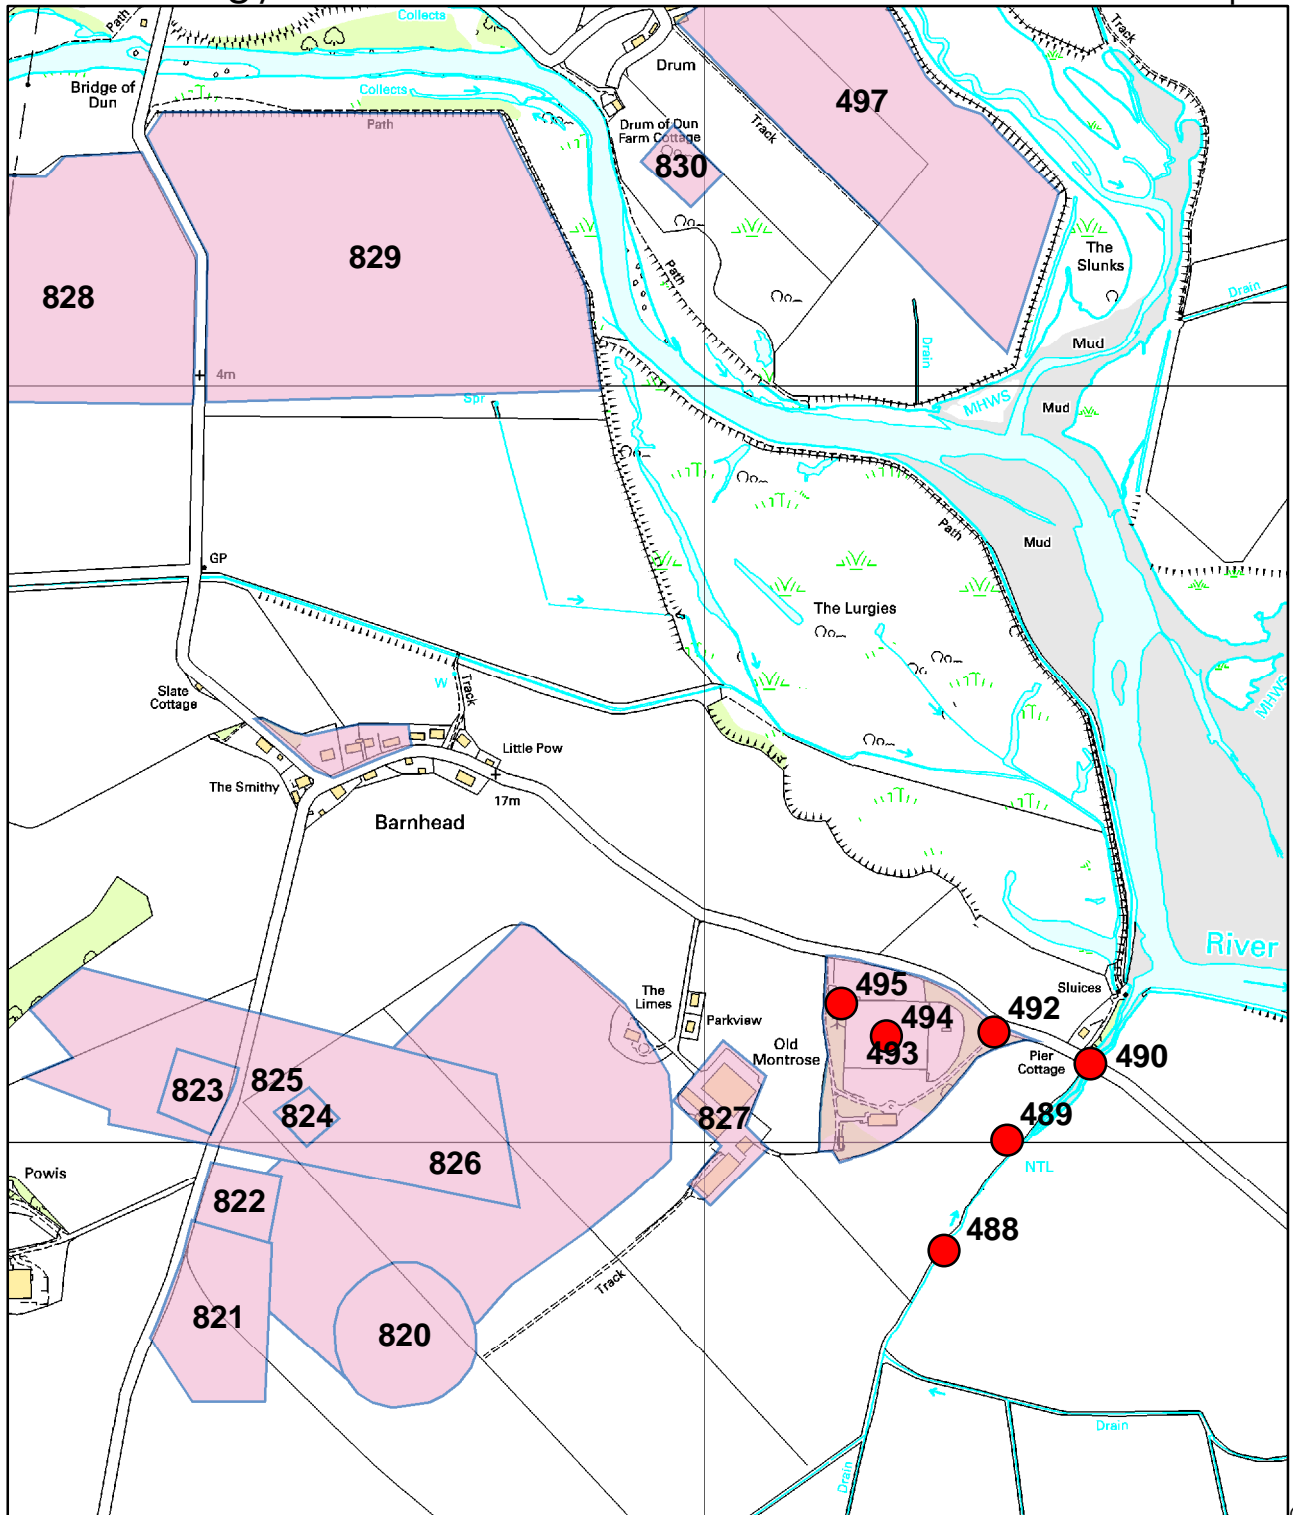 Path
Collects
Track
Bridge of
Dun
Drum
Collects
497
Path
Drum of Dun
Farm Cottage
Track
830
829
828
The
Slunks
Path
Drain
Drain
Mud
4m
Spr
MHWS
Mud
Path
Mud
GP
The Lurgies
Slate
Cottage
W
Track
MHWS
Little Pow
The Smithy
17m
Barnhead
River
The
Limes
495
Sluices
Parkview
494
492
Old
Montrose
493
Pier
Cottage
490
825
823
824
827
489
826
NTL
Powis
822
488
Track
821
820
Drain
Drain